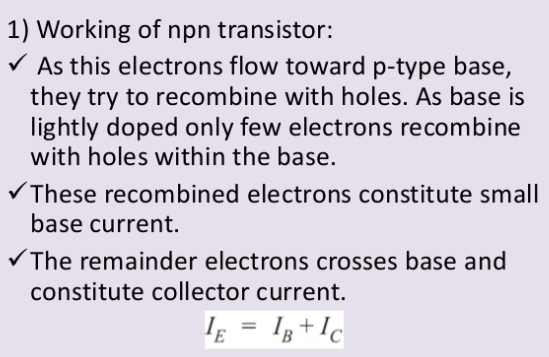 1) Working of npn transistor:
✓ As this electrons flow toward p-type base,
they try to recombine with holes. As base is
lightly doped only few electrons recombine
with holes within the base.
✓These recombined electrons constitute small
base current.
✓The remainder electrons crosses base and
constitute collector current.
I_E = I_B + I_C